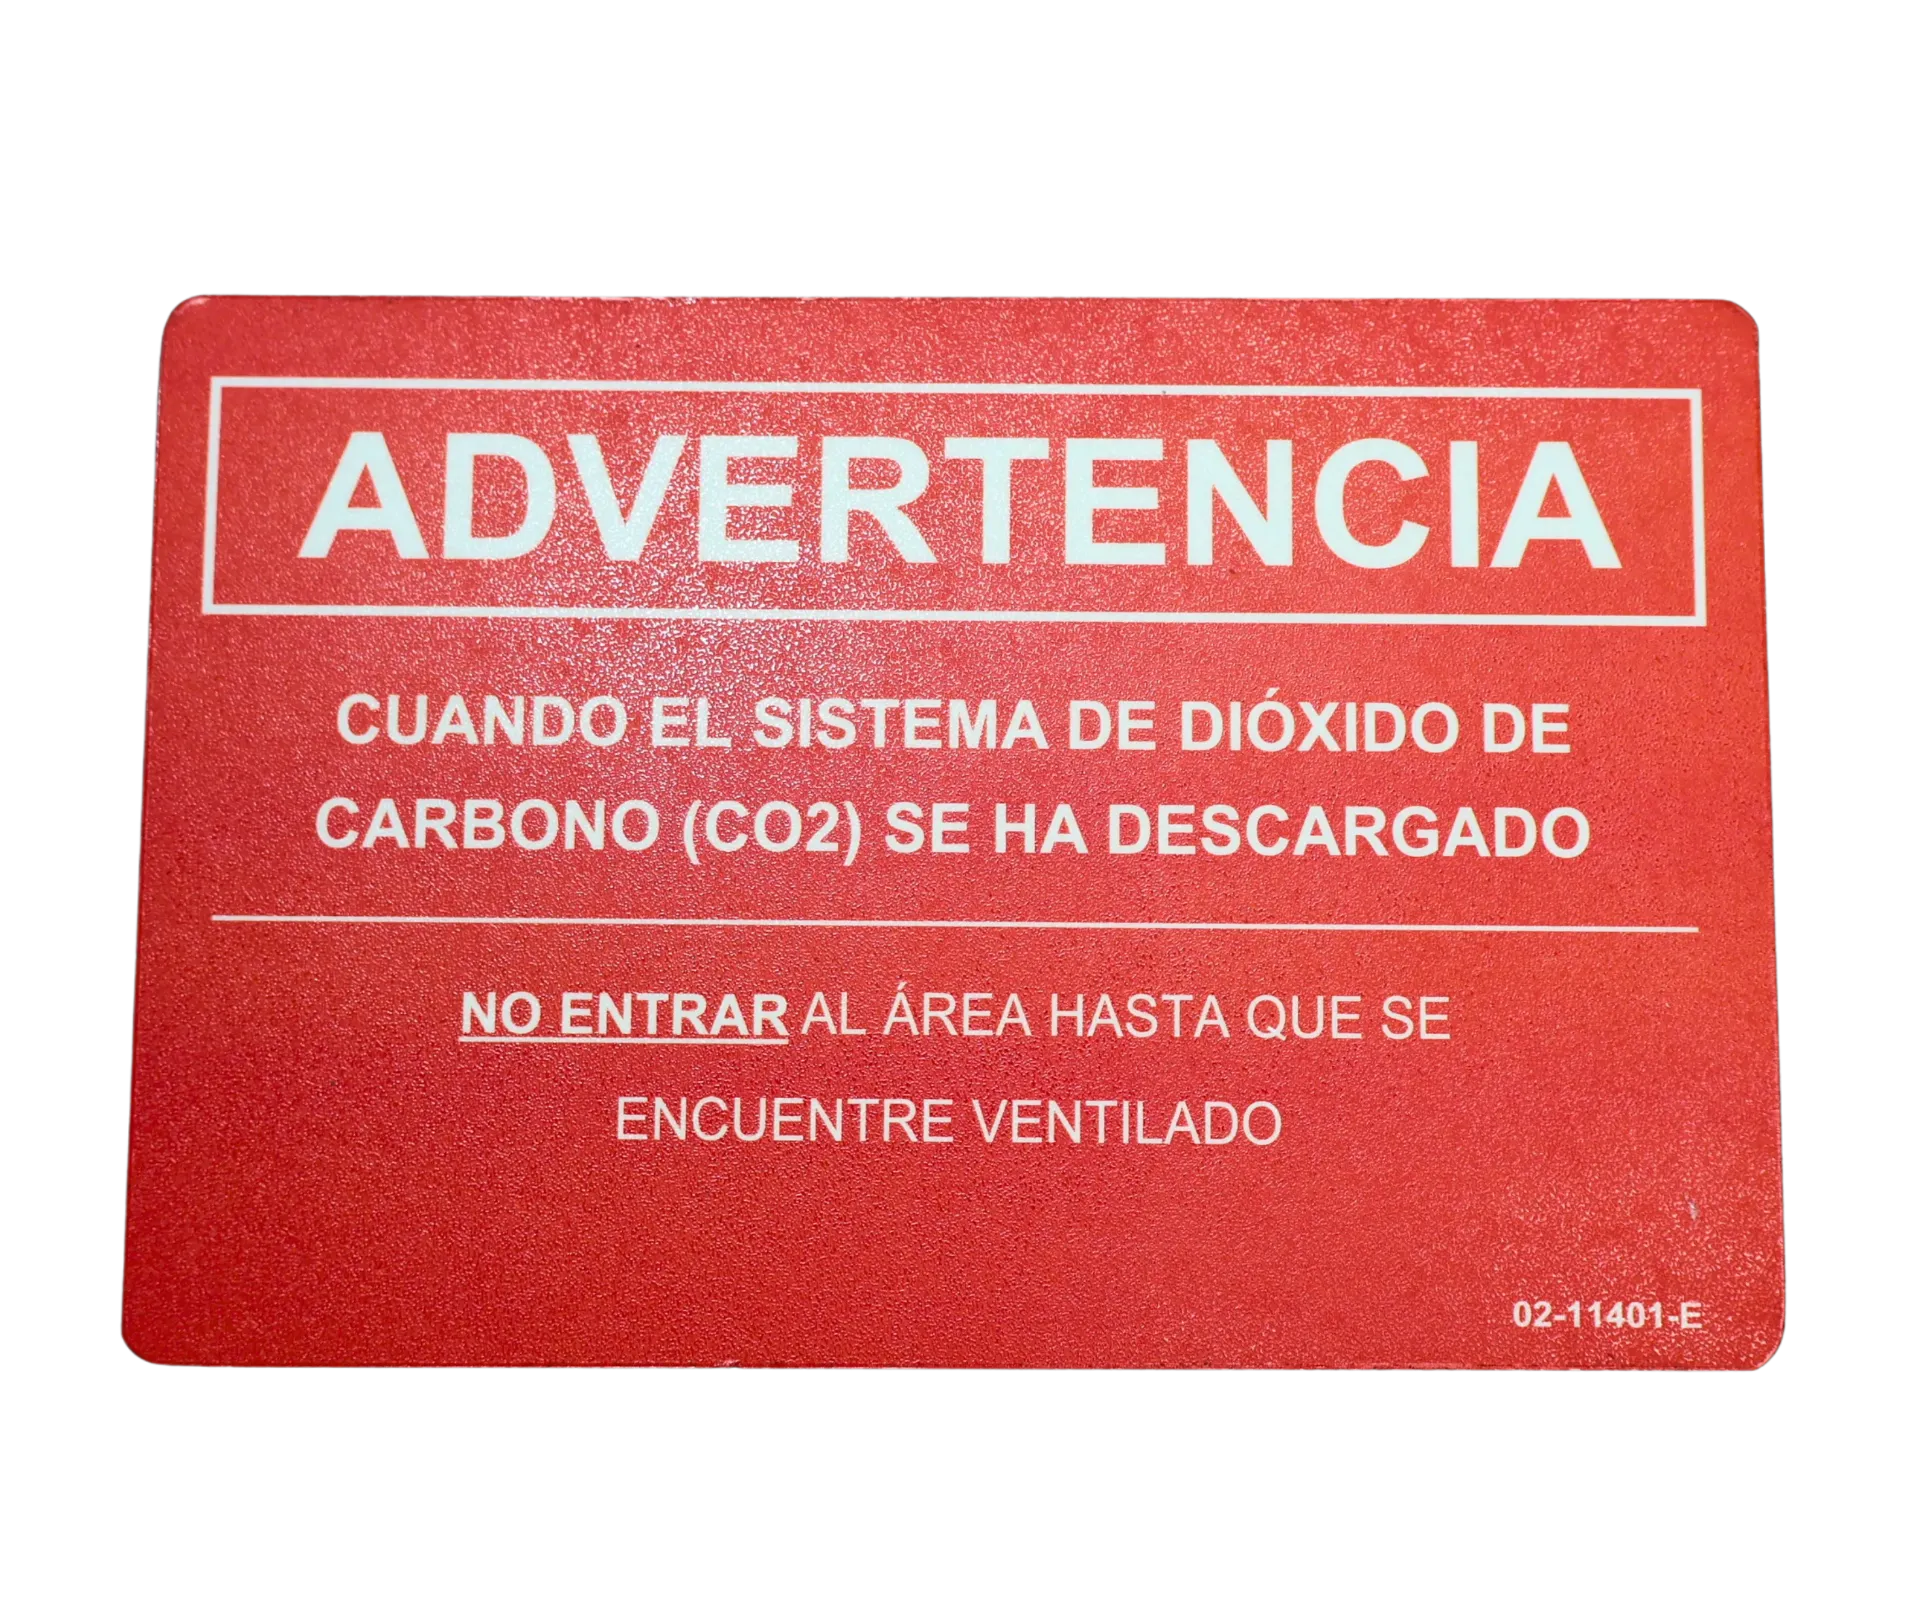 ADVERTENCIA
CUANDO EL SISTEMA DE DIÓXIDO DE
CARBONO (CO2) SE HA DESCARGADO
NO ENTRAR AL ÁREA HASTA QUE SE
ENCUENTRE VENTILADO
02-11401-E